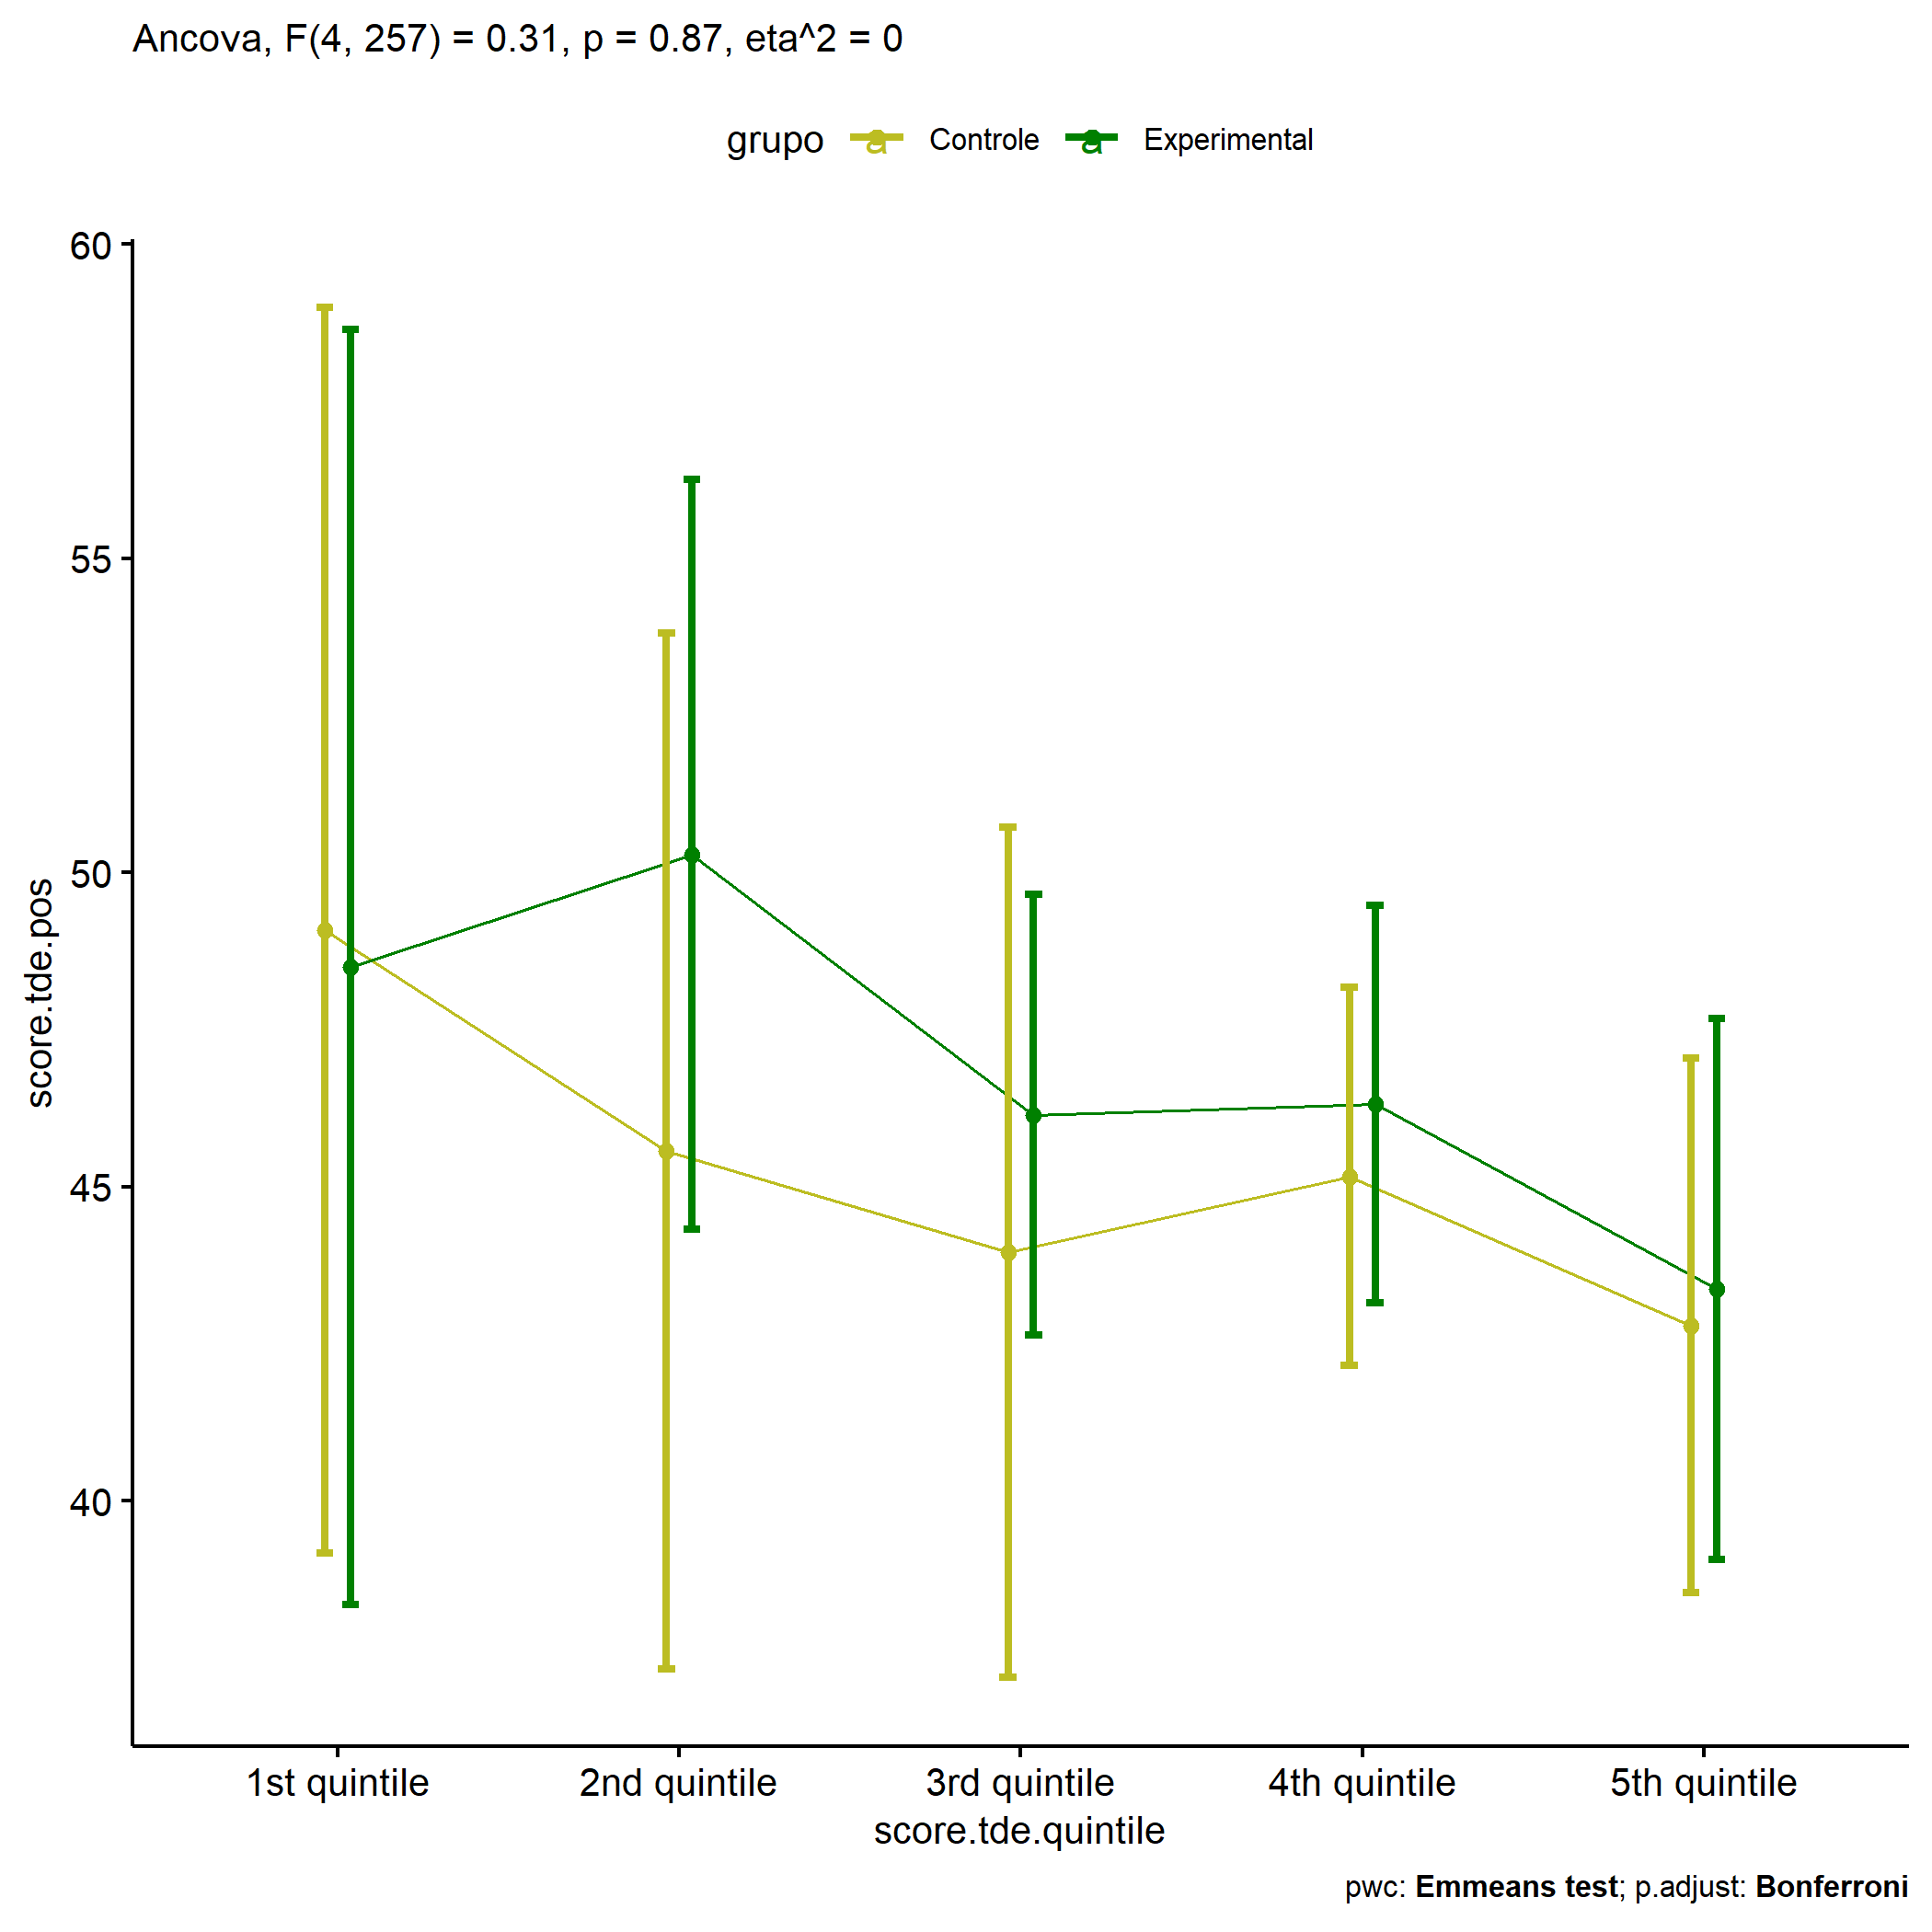 Ancova, F(4, 257) = 0.31, p = 0.87, eta^2 = 0
grupo a Controle a Experimental
60
55
50
45
40
score.tde.pos
1st quintile 2nd quintile 3rd quintile 4th quintile 5th quintile
score.tde.quintile
pwc: Emmeans test; p.adjust: Bonferroni